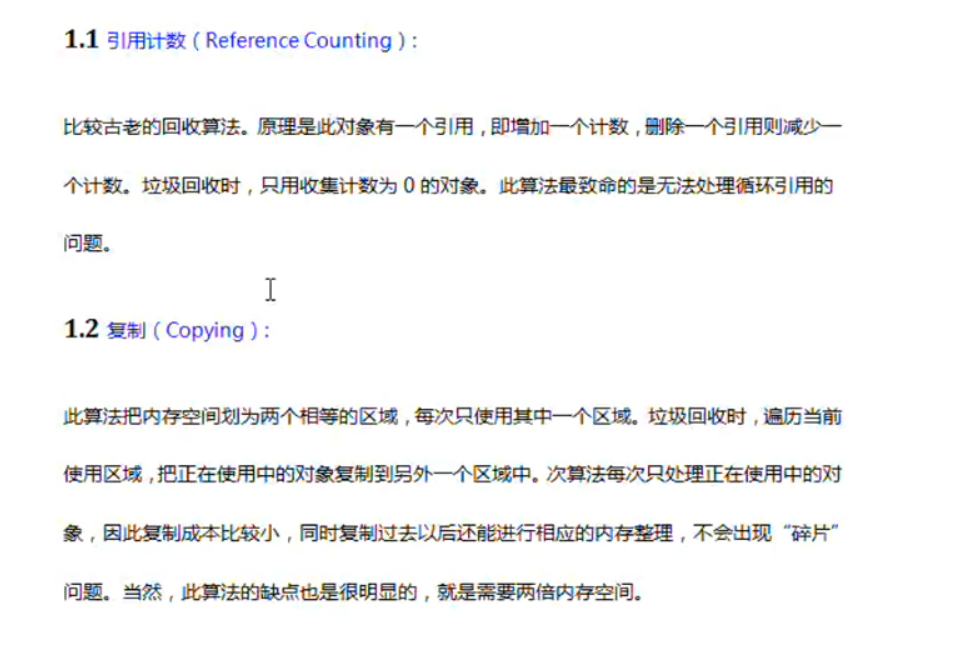 1.1 引用计数（Reference Counting）:
比较古老的回收算法。原理是此对象有一个引用，即增加一个计数，删除一个引用则减少一
个计数。垃圾回收时，只用收集计数为 0 的对象。此算法最致命的是无法处理循环引用的
问题。
1.2 复制（Copying）:
此算法把内存空间划为两个相等的区域，每次只使用其中一个区域。垃圾回收时，遍历当前
使用区域，把正在使用中的对象复制到另外一个区域中。次算法每次只处理正在使用中的对
象，因此复制成本比较小，同时复制过去以后还能进行相应的内存整理，不会出现“碎片”
问题。当然，此算法的缺点也是很明显的，就是需要两倍内存空间。